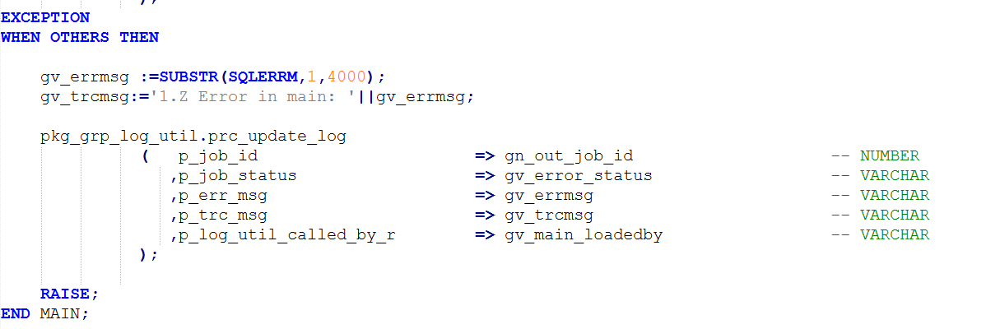 );
EXCEPTION
WHEN OTHERS THEN
gv_errmsg :=SUBSTR(SQLERRM,1,4000);
gv_trcmsg:='1.Z Error in main: '||gv_errmsg;
pkg_grp_log_util.prc_update_log
( p_job_id => gn_out_job_id -- NUMBER
,p_job_status => gv_error_status -- VARCHAR
,p_err_msg => gv_errmsg -- VARCHAR
,p_trc_msg => gv_trcmsg -- VARCHAR
,p_log_util_called_by_r => gv_main_loadedby -- VARCHAR
);
RAISE;
END MAIN;